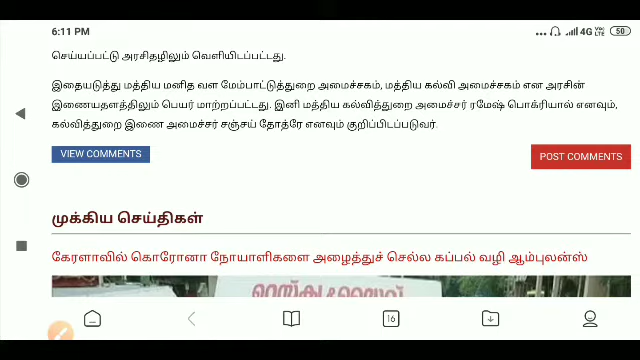 6:11 PM
4G VoLTE 50
செய்யப்பட்டு அரசிதழிலும் வெளியிடப்பட்டது.
இதையடுத்து மத்திய மனித வள மேம்பாட்டுத்துறை அமைச்சகம், மத்திய கல்வி அமைச்சகம் என அரசின்
இணையதளத்திலும் பெயர் மாற்றப்பட்டது. இனி மத்திய கல்வித்துறை அமைச்சர் ரமேஷ் பொக்ரியால் எனவும்,
கல்வித்துறை இணை அமைச்சர் சஞ்சய் தோத்ரே எனவும் குறிப்பிடப்படுவர்.
VIEW COMMENTS
POST COMMENTS
முக்கிய செய்திகள்
கேரளாவில் கொரோனா நோயாளிகளை அழைத்துச் செல்ல கப்பல் வழி ஆம்புலன்ஸ்
16